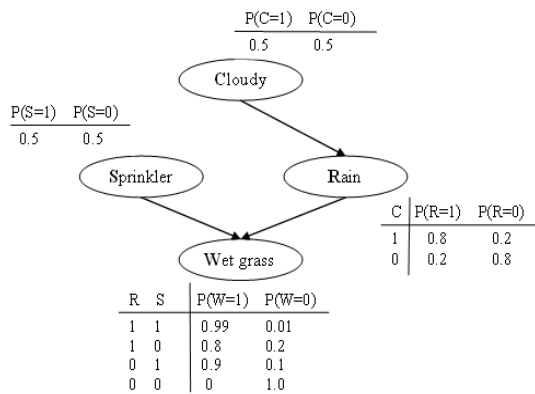 P(C=1) P(C=0)
0.5 0.5
Cloudy
P(S=1) P(S=0)
0.5 0.5
Sprinkler
Rain
C P(R=1) P(R=0)
1 0.8 0.2
0 0.2 0.8
Wet grass
R S P(W=1) P(W=0)
1 1 0.99 0.01
1 0 0.8 0.2
0 1 0.9 0.1
0 0 0 1.0